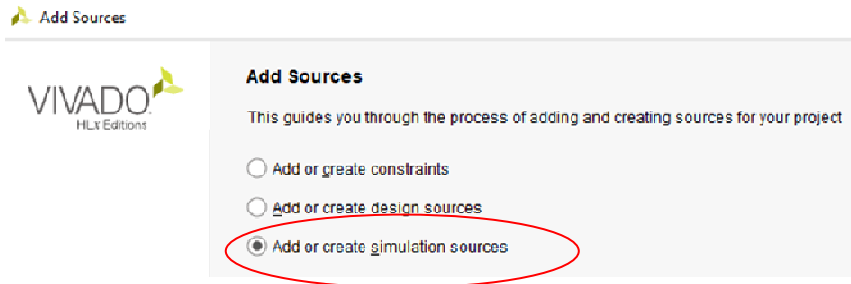 Add Sources
VIVADO
HLx Editions
Add Sources
This guides you through the process of adding and creating sources for your project
Add or create constraints
Add or create design sources
Add or create simulation sources